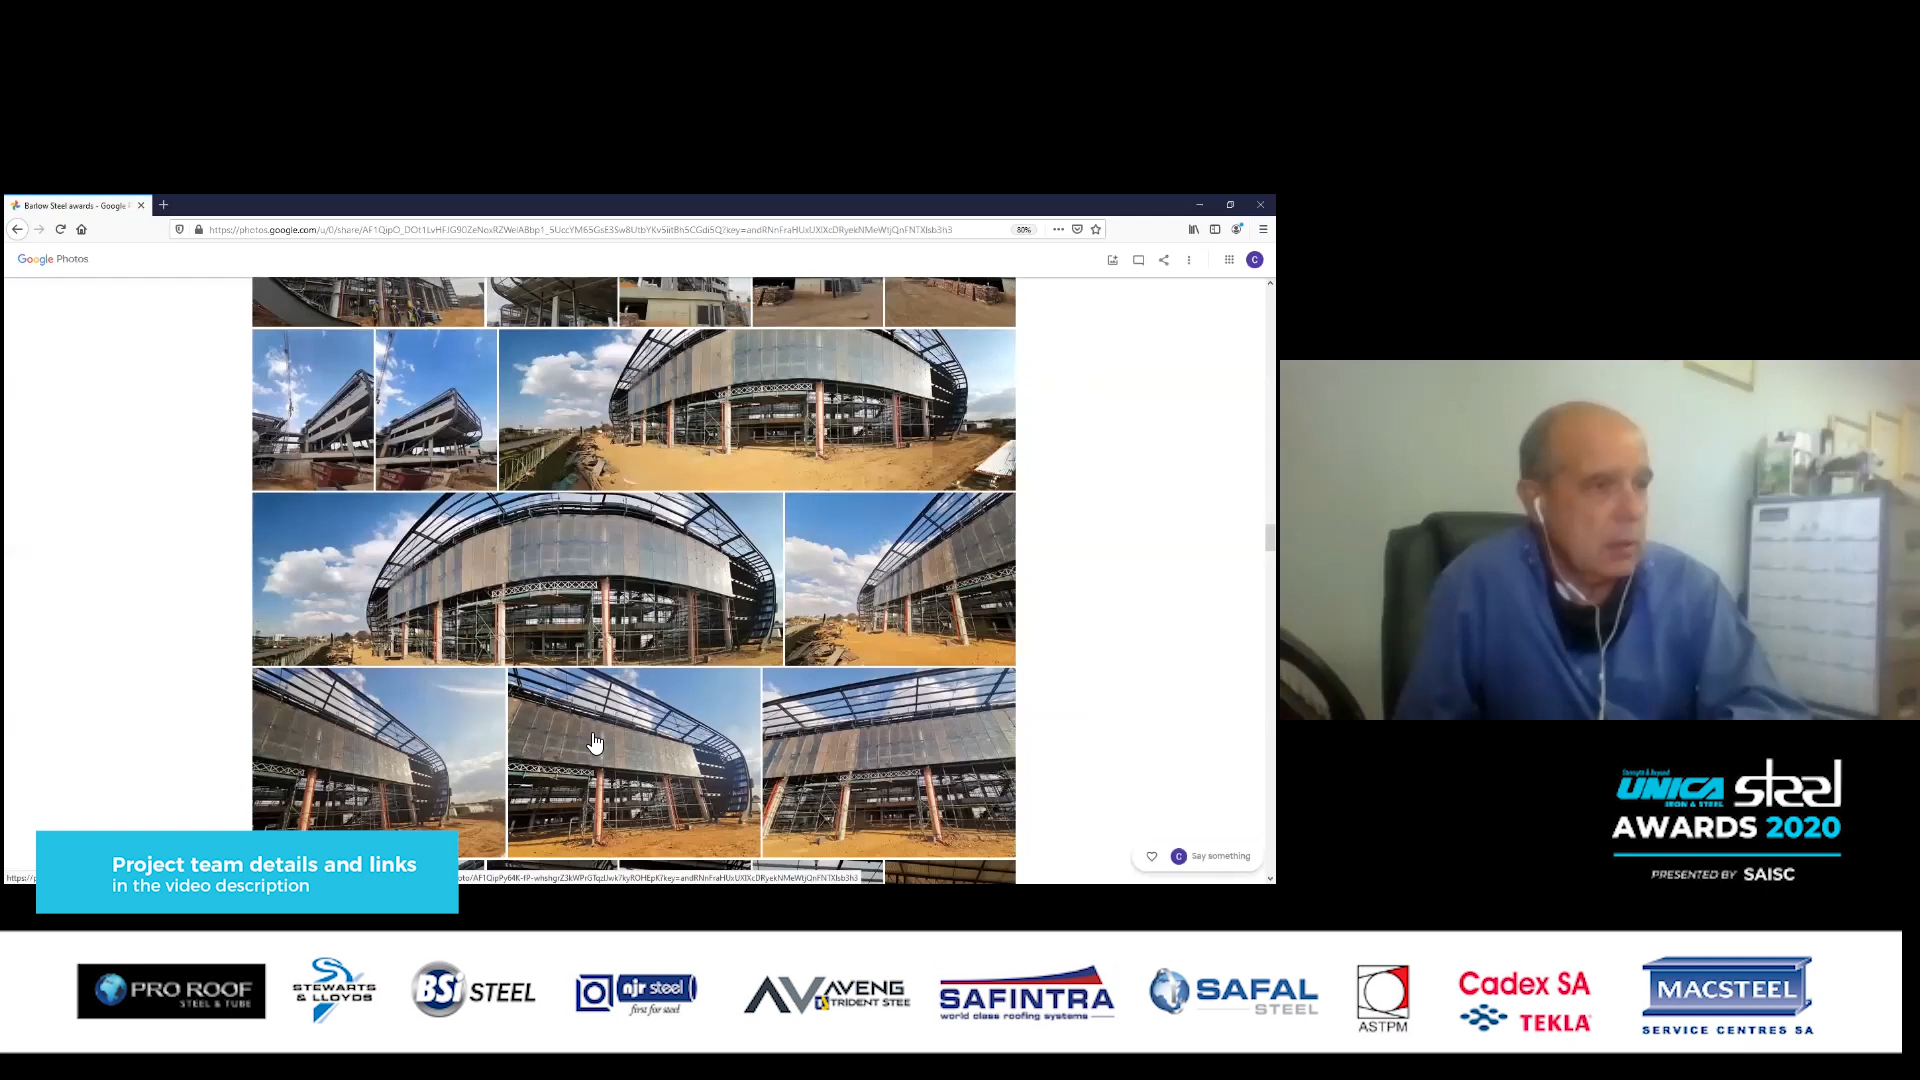 Barlow Steel awards - Google
80%
Google Photos
C
C Say something
Project team details and links
in the video description
UNICA
IRON & STEEL
steel
AWARDS 2020
PRESENTED BY SAISC
PRO ROOF
STEEL & TUBE
STEWARTS
& LLOYDS
BSi STEEL
njr steel
first for steel
AVENG
TRIDENT STEE
SAFINTRA
world class roofing systems
SAFAL
STEEL
ASTPM
Cadex SA
TEKLA
MACSTEEL
SERVICE CENTRES SA